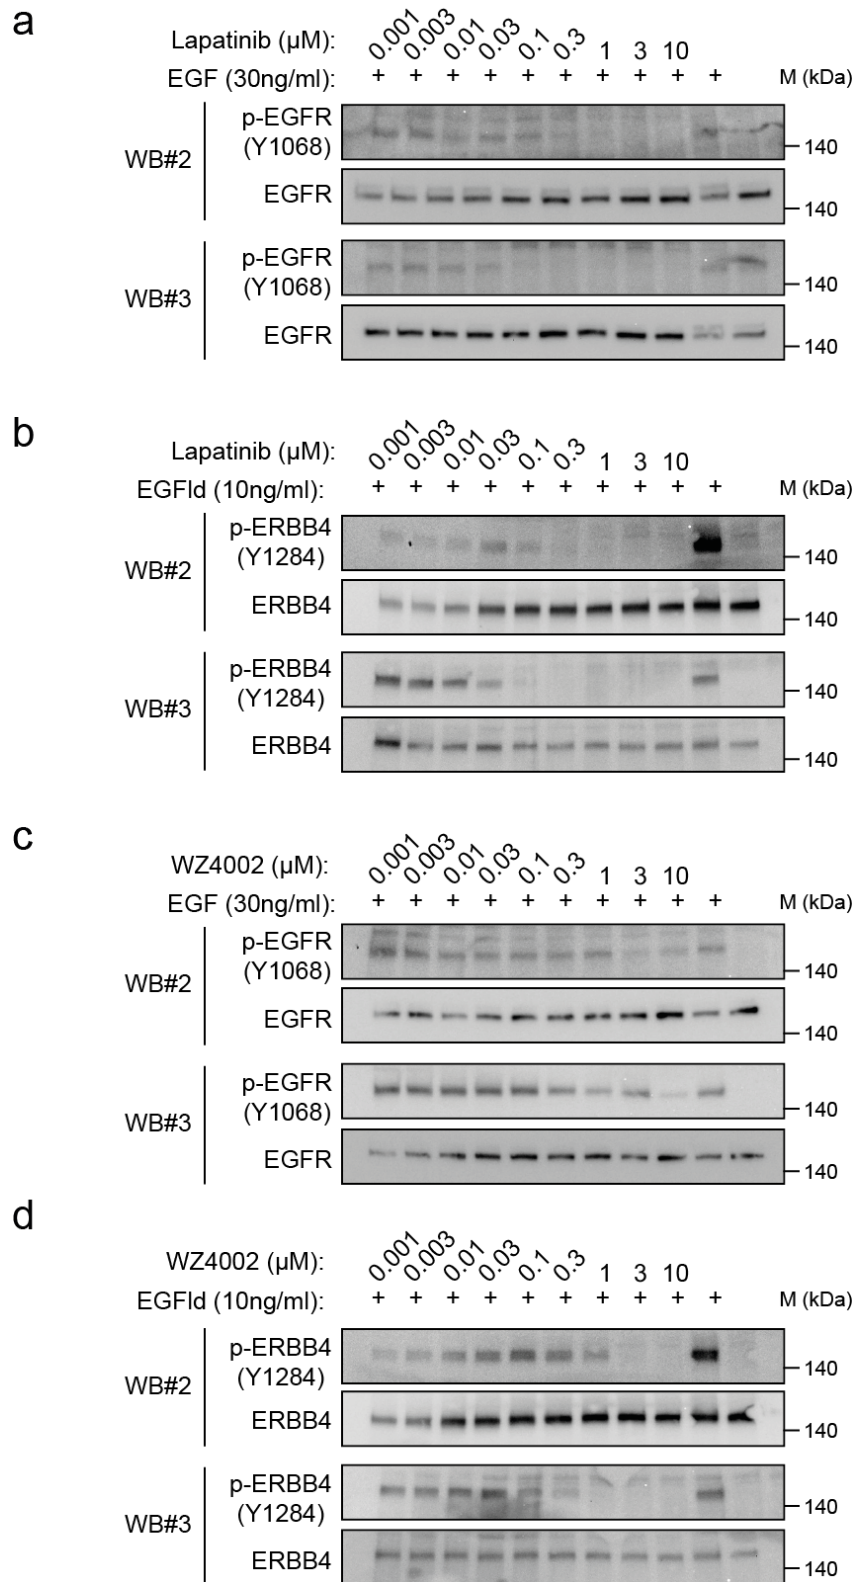 a
Lapatinib (µM): 0.001 0.003 0.01 0.03 0.1 0.3 1 3 10
EGF (30ng/ml): + + + + + + + + + + M (kDa)
WB#2
p-EGFR
(Y1068)
140
EGFR
140
WB#3
p-EGFR
(Y1068)
140
EGFR
140
b
Lapatinib (µM): 0.001 0.003 0.01 0.03 0.1 0.3 1 3 10
EGFld (10ng/ml): + + + + + + + + + + M (kDa)
WB#2
p-ERBB4
(Y1284)
140
ERBB4
140
WB#3
p-ERBB4
(Y1284)
140
ERBB4
140
c
WZ4002 (µM): 0.001 0.003 0.01 0.03 0.1 0.3 1 3 10
EGF (30ng/ml): + + + + + + + + + + M (kDa)
WB#2
p-EGFR
(Y1068)
140
EGFR
140
WB#3
p-EGFR
(Y1068)
140
EGFR
140
d
WZ4002 (µM): 0.001 0.003 0.01 0.03 0.1 0.3 1 3 10
EGFld (10ng/ml): + + + + + + + + + + M (kDa)
WB#2
p-ERBB4
(Y1284)
140
ERBB4
140
WB#3
p-ERBB4
(Y1284)
140
ERBB4
140